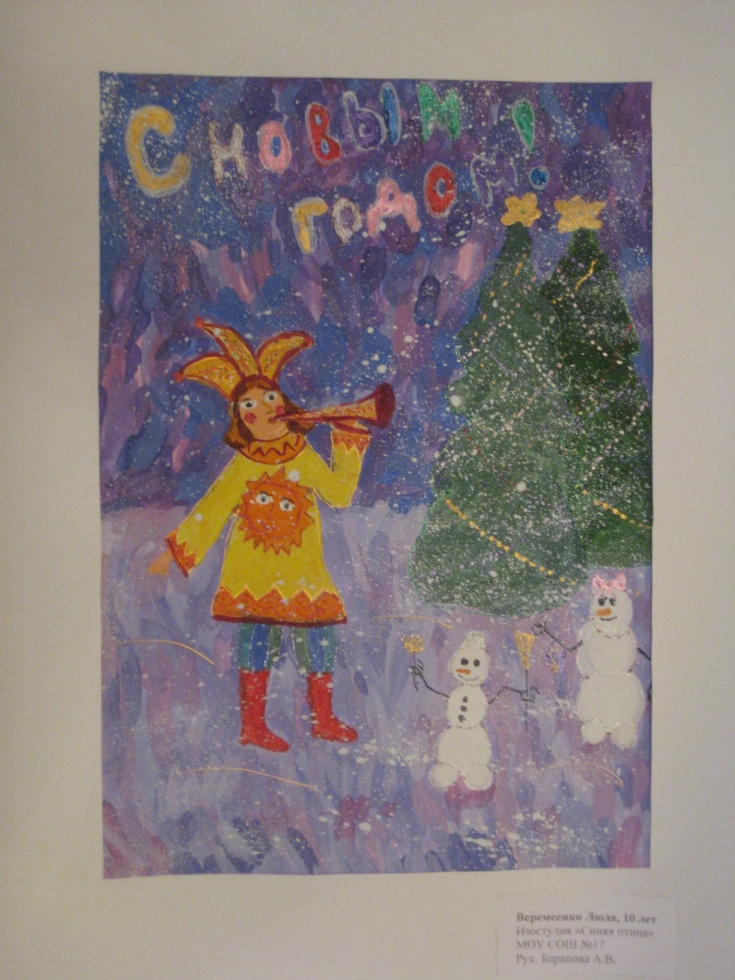 С новым
годом!
Веремеенко Люда, 10 лет
Изостудия «Синяя птица»
МОУ СОШ №17
Рук. Баранова А.В.